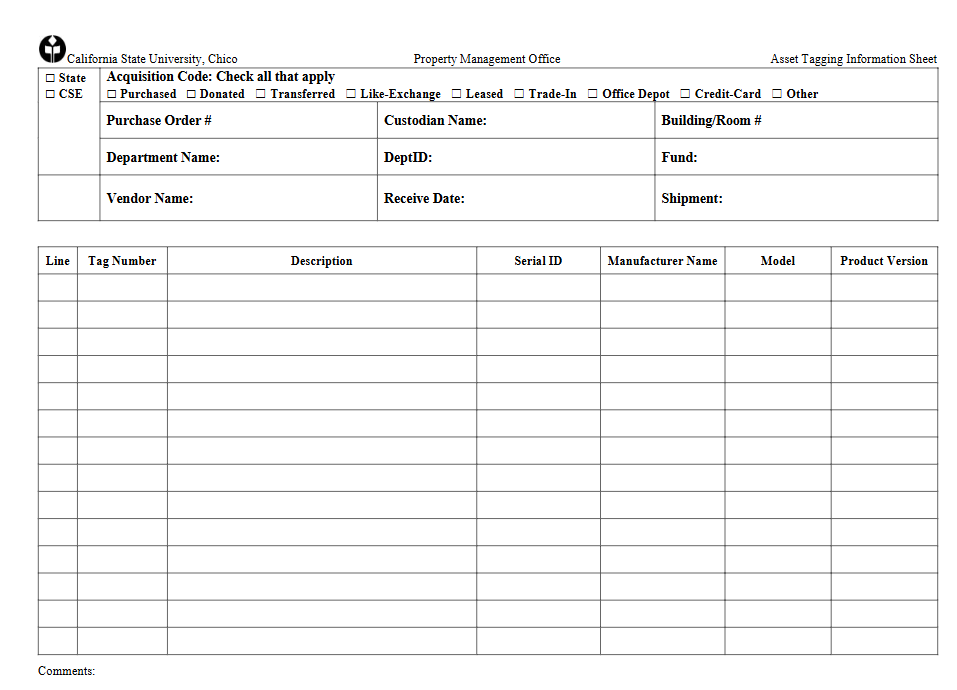 California State University, Chico Property Management Office Asset Tagging Information Sheet
☐ State Acquisition Code: Check all that apply
☐ CSE ☐ Purchased ☐ Donated ☐ Transferred ☐ Like-Exchange ☐ Leased ☐ Trade-In ☐ Office Depot ☐ Credit-Card ☐ Other
Purchase Order # Custodian Name: Building/Room #
Department Name: DeptID: Fund:
Vendor Name: Receive Date: Shipment:
Line Tag Number Description Serial ID Manufacturer Name Model Product Version
Comments: